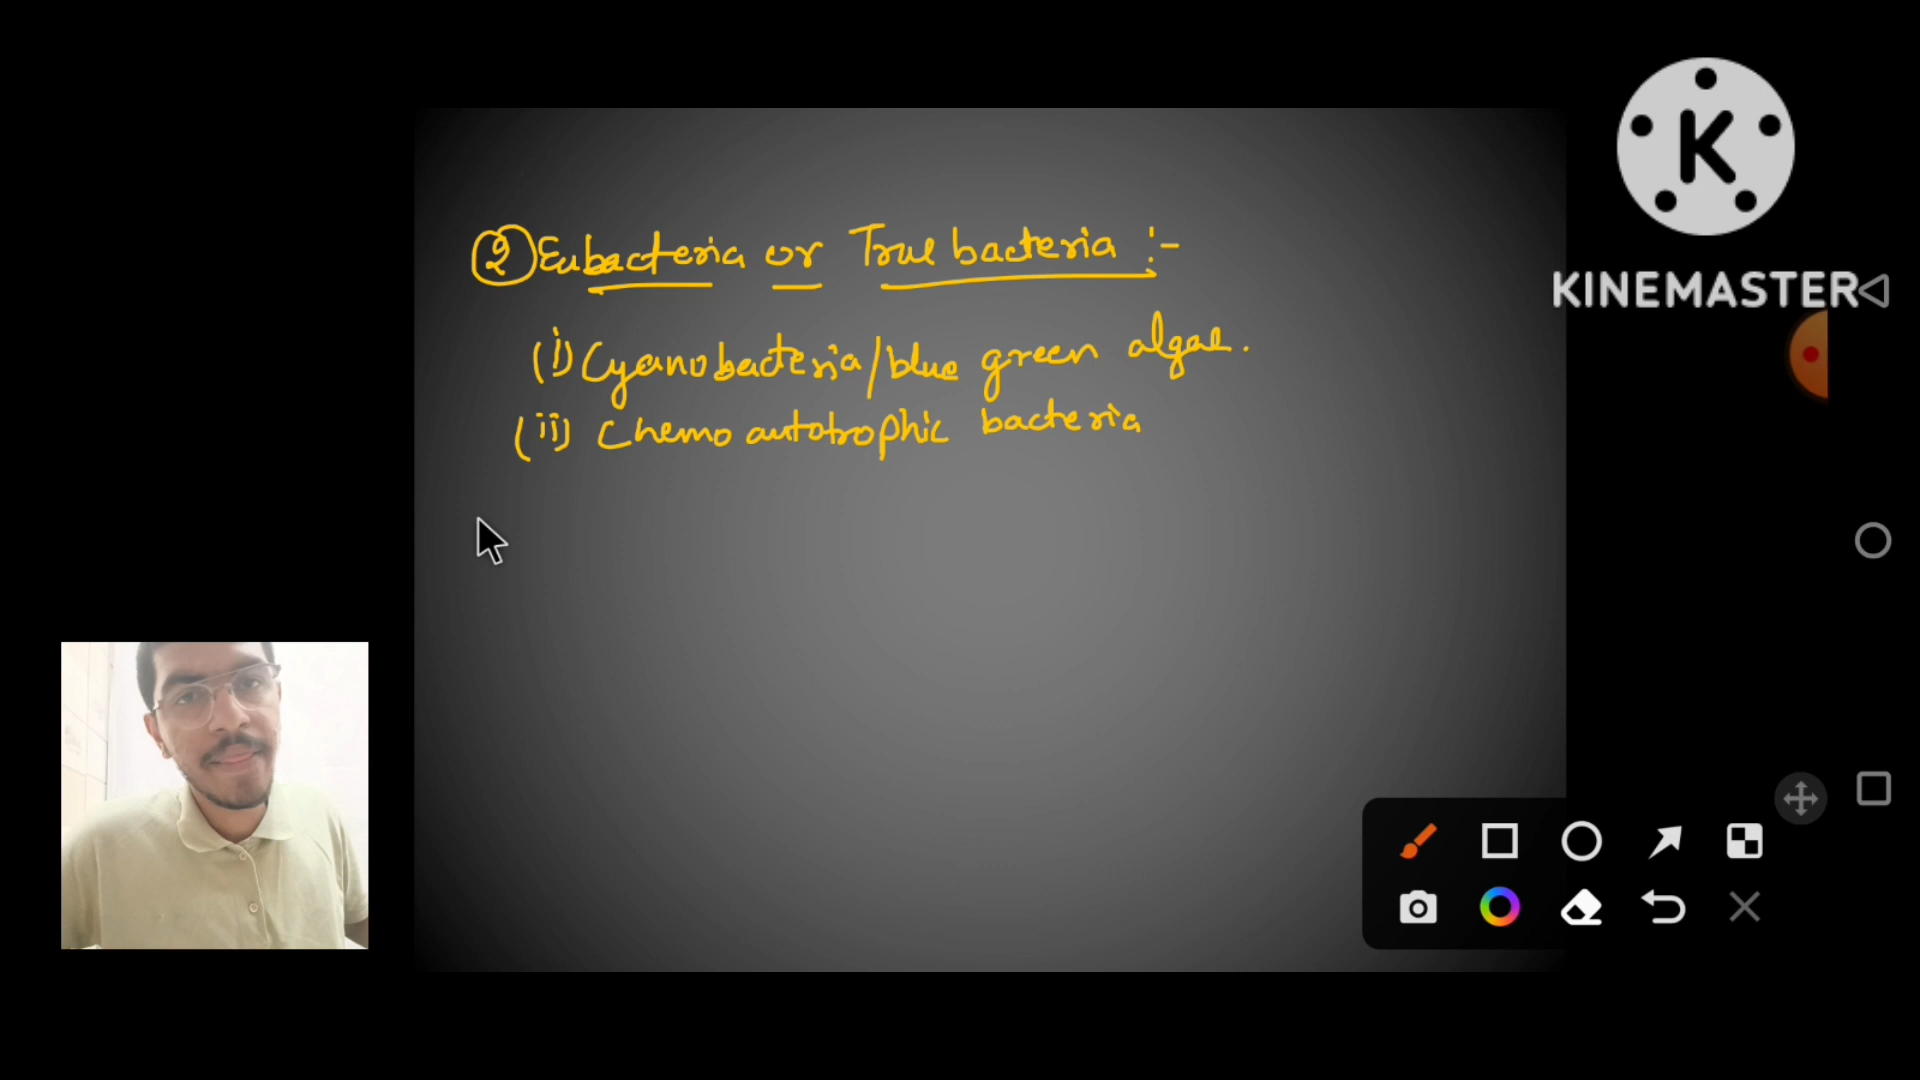 ② Eubacteria or True bacteria :-
(i) Cyanobacteria/blue green algae.
(ii) Chemo autotrophic bacteria
KINEMASTER